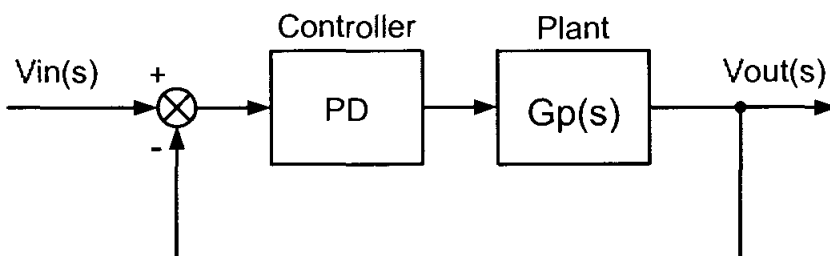 Controller
Plant
Vin(s)
+
-
PD
Gp(s)
Vout(s)